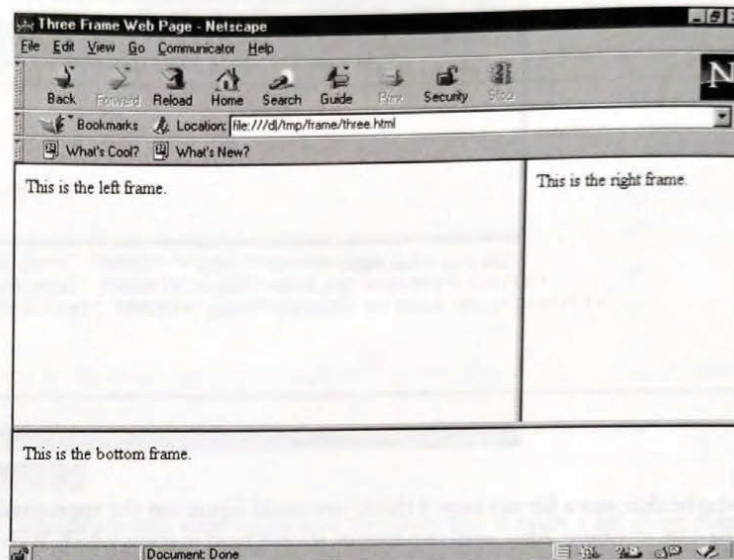 Three Frame Web Page - Netscape
File Edit View Go Communicator Help
Back Forward Reload Home Search Guide Print Security Stop
Bookmarks Location: file:///d|/tmp/frame/three.html
N
What's Cool? What's New?
This is the left frame.
This is the right frame.
This is the bottom frame.
Document: Done